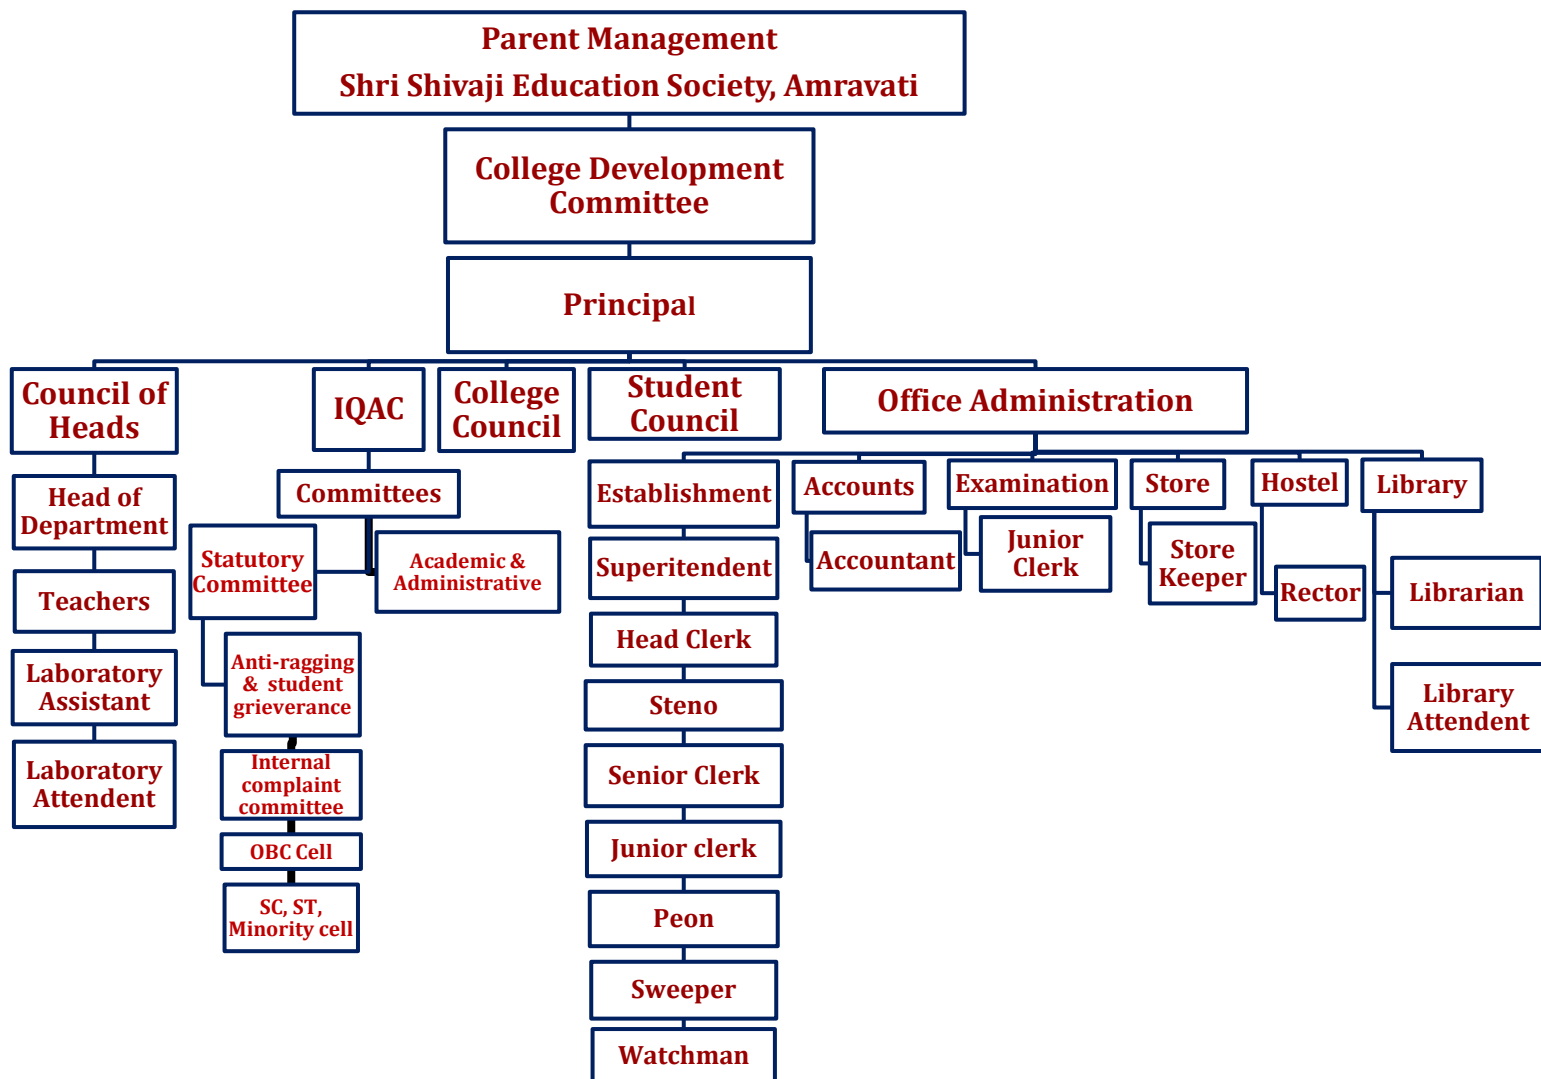 Parent Management
Shri Shivaji Education Society, Amravati
College Development
Committee
Principal
Council of
Heads
IQAC
College
Council
Student
Council
Office Administration
Head of
Department
Teachers
Laboratory
Assistant
Laboratory
Attendent
Committees
Statutory
Committee
Academic &
Administrative
Anti-ragging
& student
grieverance
Internal
complaint
committee
OBC Cell
SC, ST,
Minority cell
Establishment
Superitendent
Head Clerk
Steno
Senior Clerk
Junior clerk
Peon
Sweeper
Watchman
Accounts
Accountant
Examination
Junior
Clerk
Store
Store
Keeper
Hostel
Rector
Library
Librarian
Library
Attendent